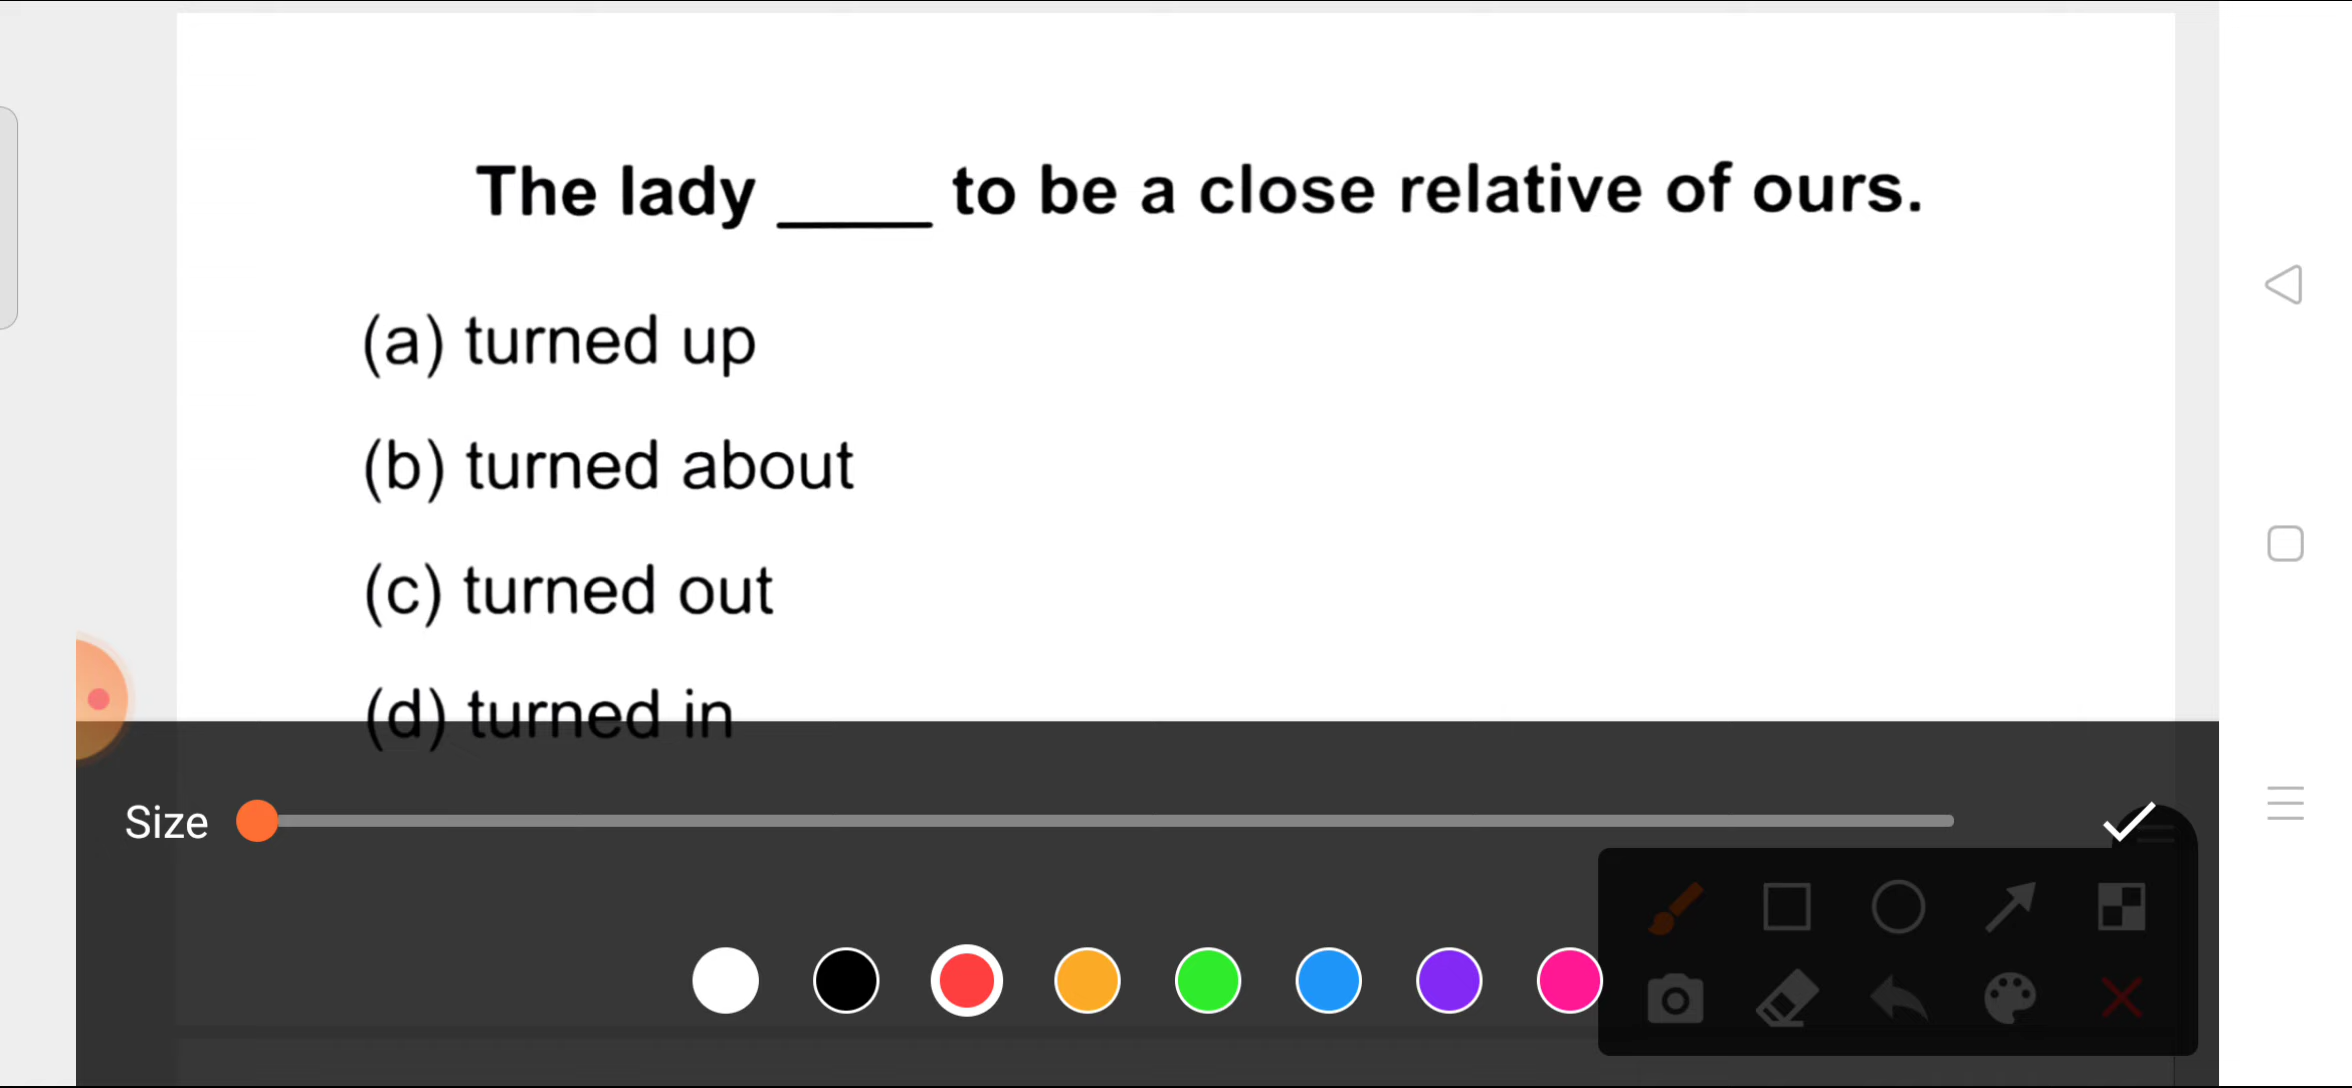 The lady _____ to be a close relative of ours.
(a) turned up
(b) turned about
(c) turned out
(d) turned in
Size